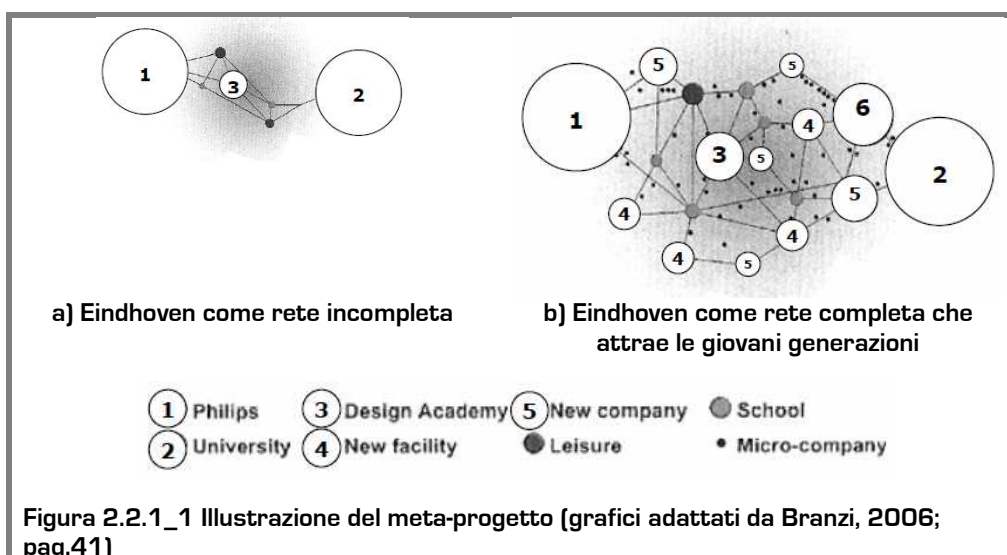 1
3
2
5
5
1
6
4
3
5
2
5
4
4
4
5
a) Eindhoven come rete incompleta
b) Eindhoven come rete completa che
attrae le giovani generazioni
1 Philips 3 Design Academy 5 New company School
2 University 4 New facility Leisure Micro-company
Figura 2.2.1_1 Illustrazione del meta-progetto (grafici adattati da Branzi, 2006;
pag.41)